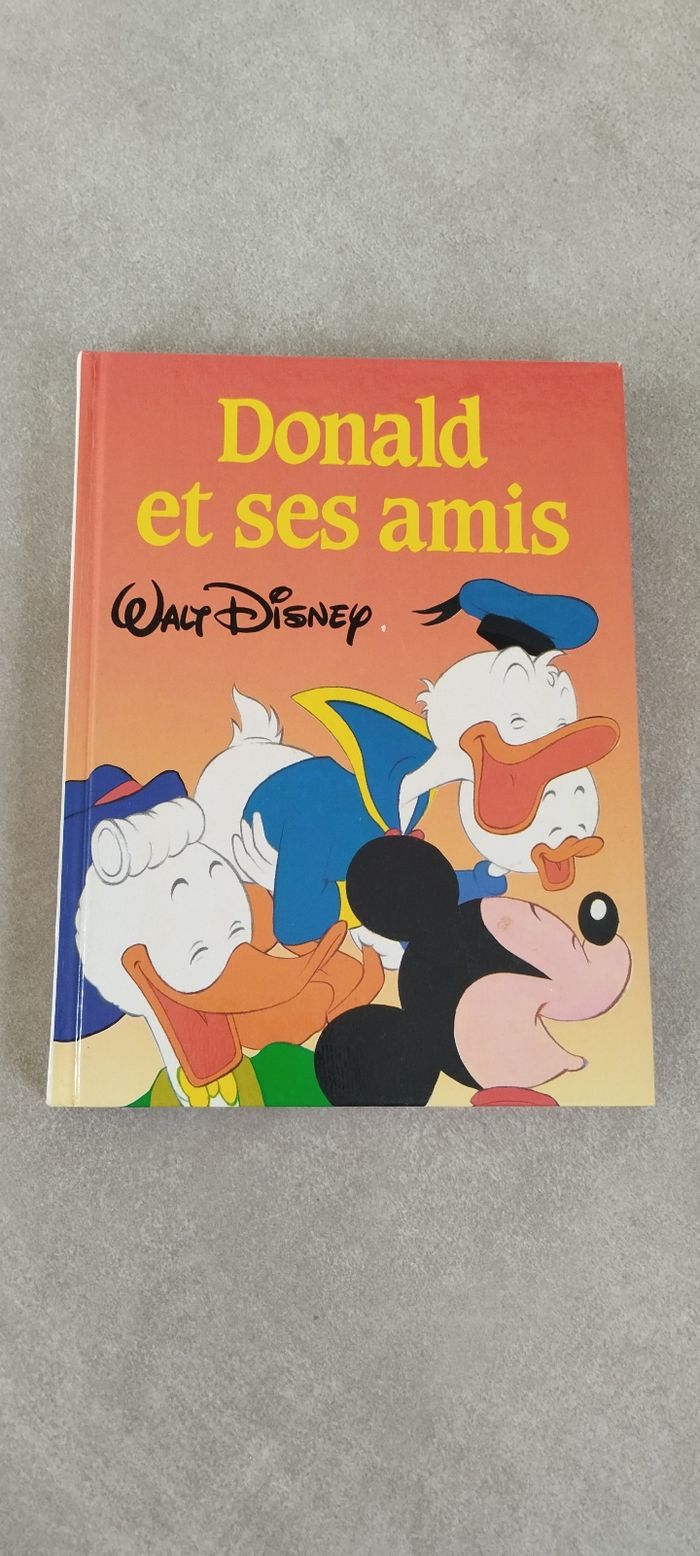 Donald
et ses amis
Walt Disney